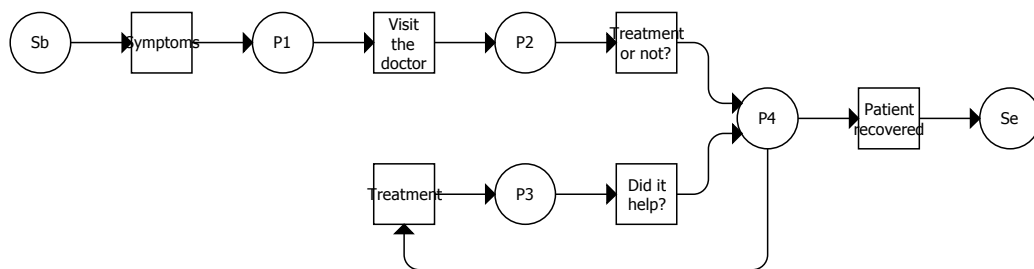 Sb
Symptoms
P1
Visit
the
doctor
P2
Treatment
or not?
P4
Patient
recovered
Se
Treatment
P3
Did it
help?